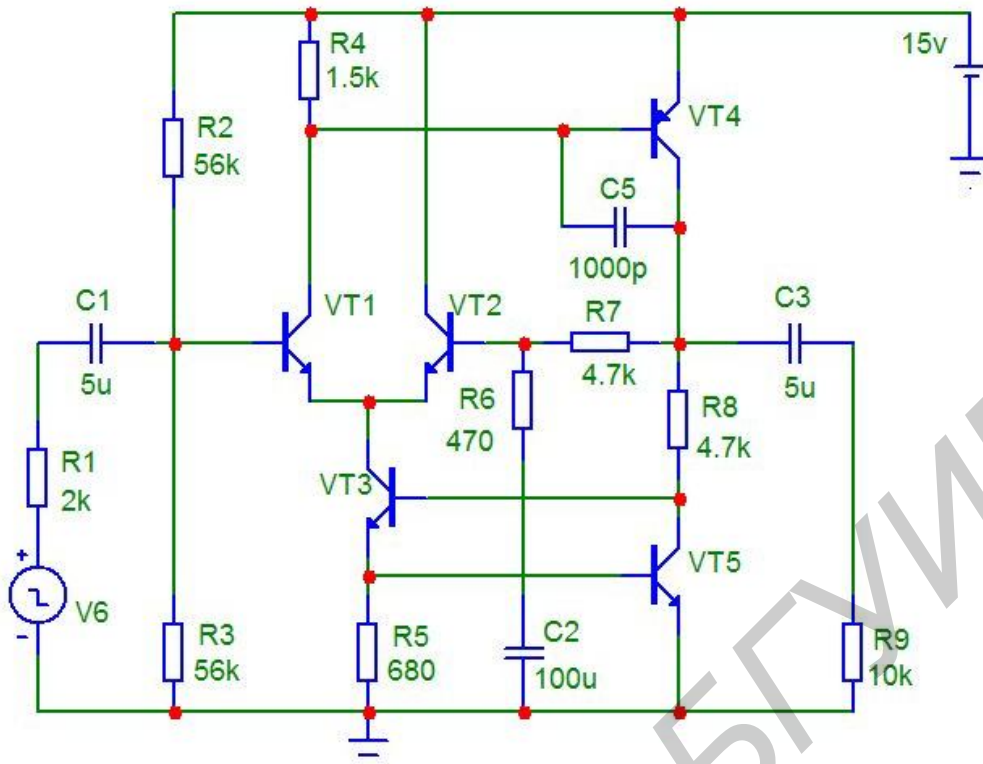 R4
1.5k
15v
R2
56k
VT4
C5
1000p
C1
5u
VT1
VT2
R7
4.7k
C3
5u
R6
470
R8
4.7k
R1
2k
VT3
VT5
+
V6
-
R3
56k
R5
680
C2
100u
R9
10k
БГУИ